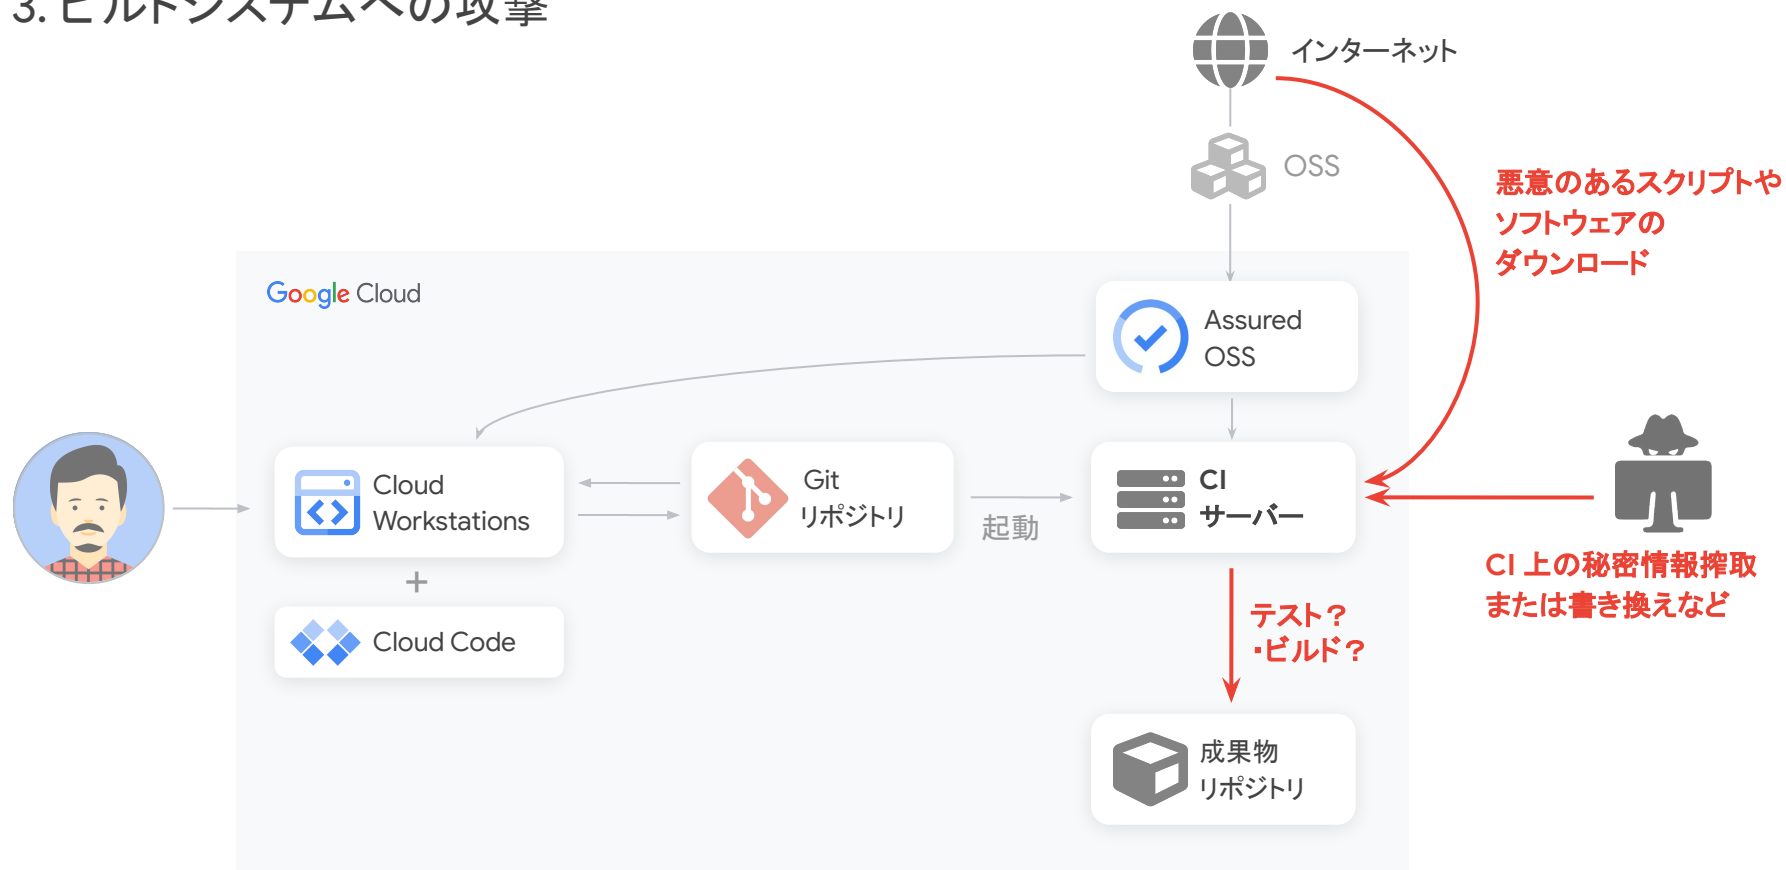 3. ビルドシステムへの攻撃
インターネット
OSS
悪意のあるスクリプトや
ソフトウェアの
ダウンロード
Google Cloud
Assured
OSS
Cloud
Workstations
Git
リポジトリ
起動
CI
サーバー
CI 上の秘密情報搾取
または書き換えなど
+
Cloud Code
テスト？
・ビルド？
成果物
リポジトリ